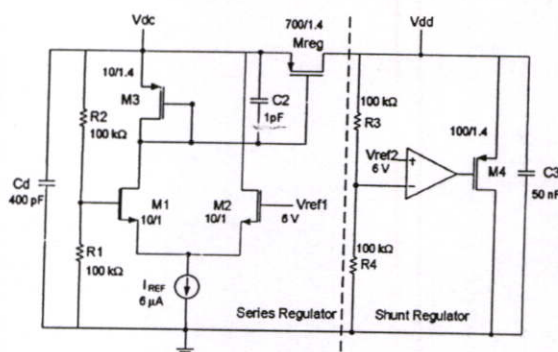 Vdc
700/1.4
Mreg
Vdd
10/1.4
M3
C2
1pF
R2
100 kΩ
100 kΩ
R3
100/1.4
Vref2
6 V
+
−
M4
C3
50 nF
Cd
400 pF
M1
10/1
M2
10/1
Vref1
6 V
R1
100 kΩ
100 kΩ
R4
IREF
6 µA
Series Regulator
Shunt Regulator